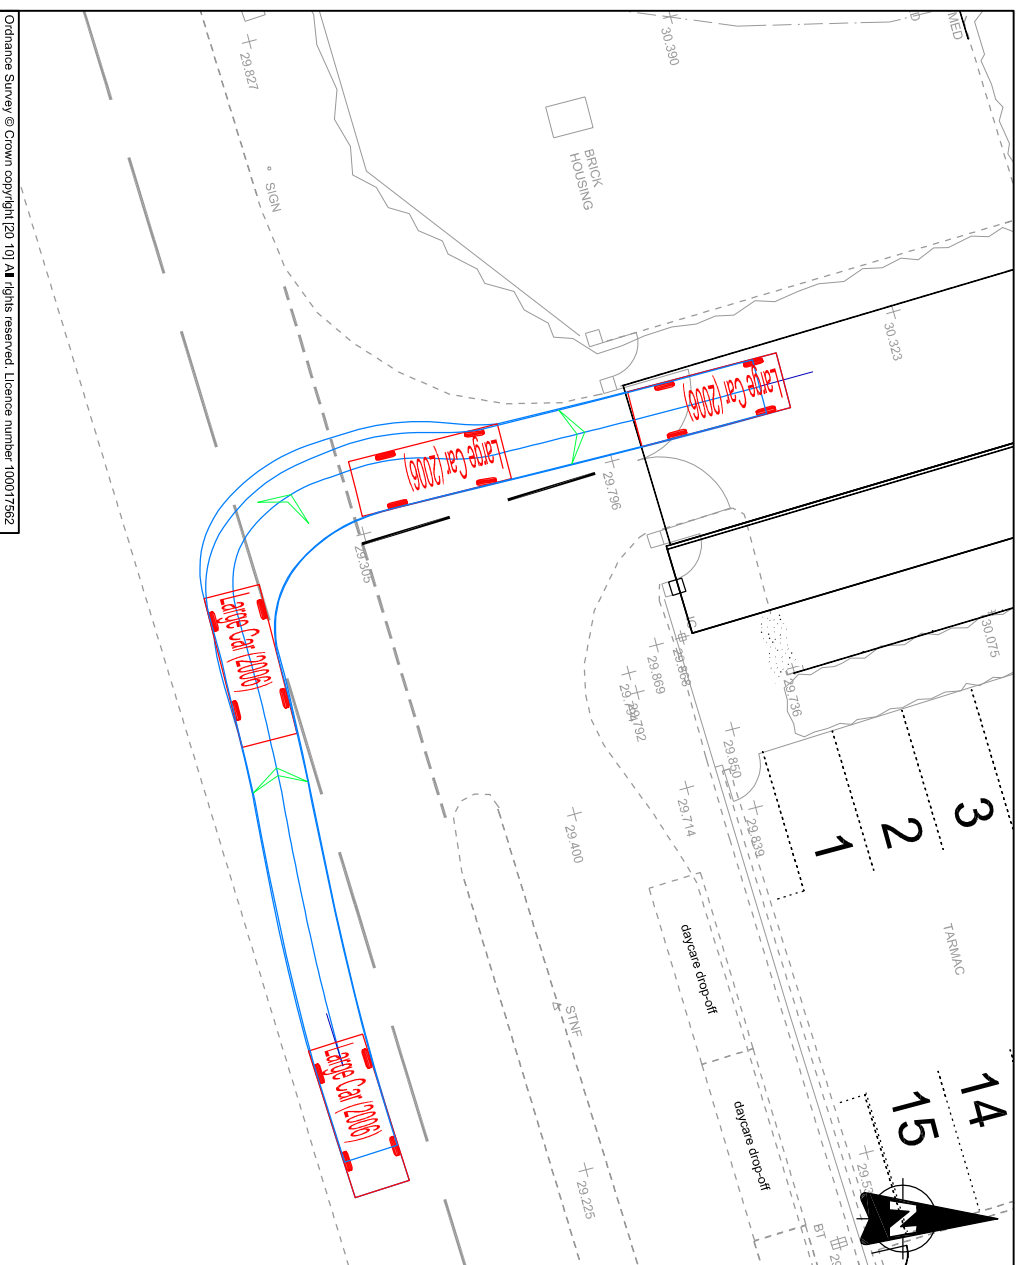 MED
D
30.390
29.827
BRICK
HOUSING
SIGN
30.323
Large Car (2006)
Large Car (2006)
29.796
29.305
Large Car (2006)
30.075
IC
29.869
29.736
29.850
29.714
29.839
29.400
1
2
3
TARMAC
daycare drop-off
STNF
Large Car (2006)
daycare drop-off
14
15
29.225
BT
N
Ordnance Survey © Crown copyright [20 10] All rights reserved. Licence number 100017562